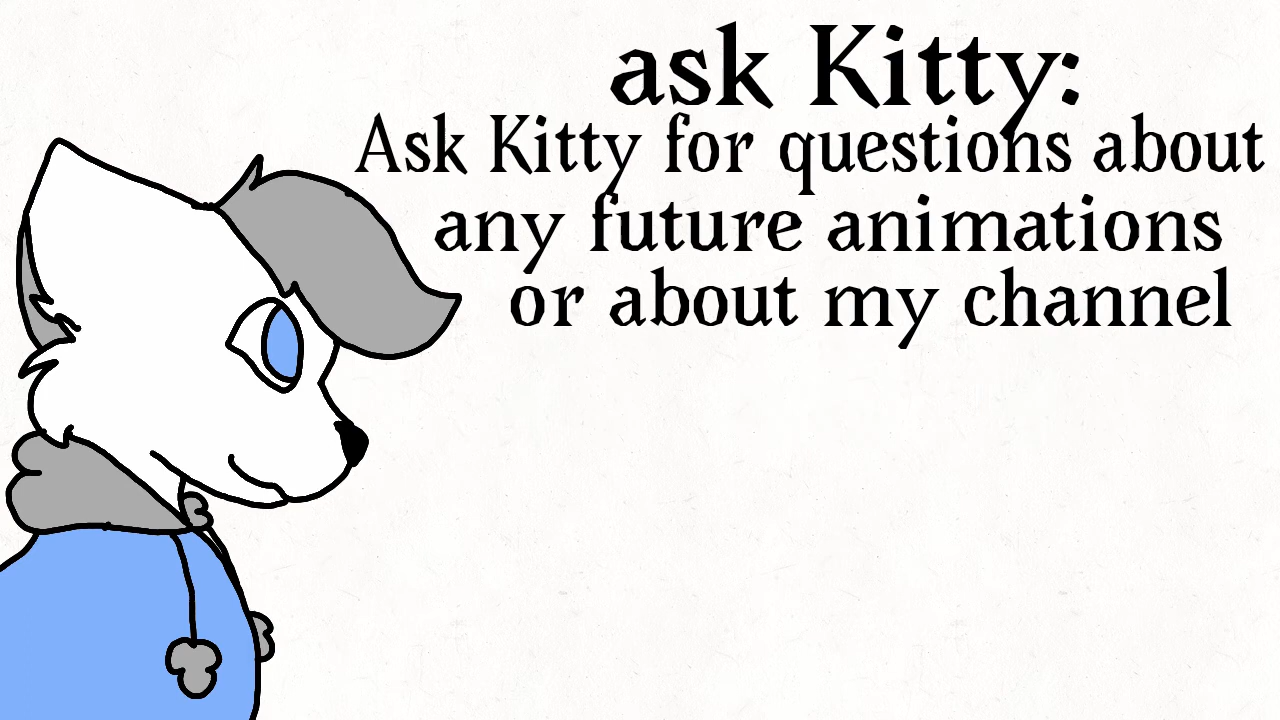 ask Kitty:
Ask Kitty for questions about
any future animations
or about my channel